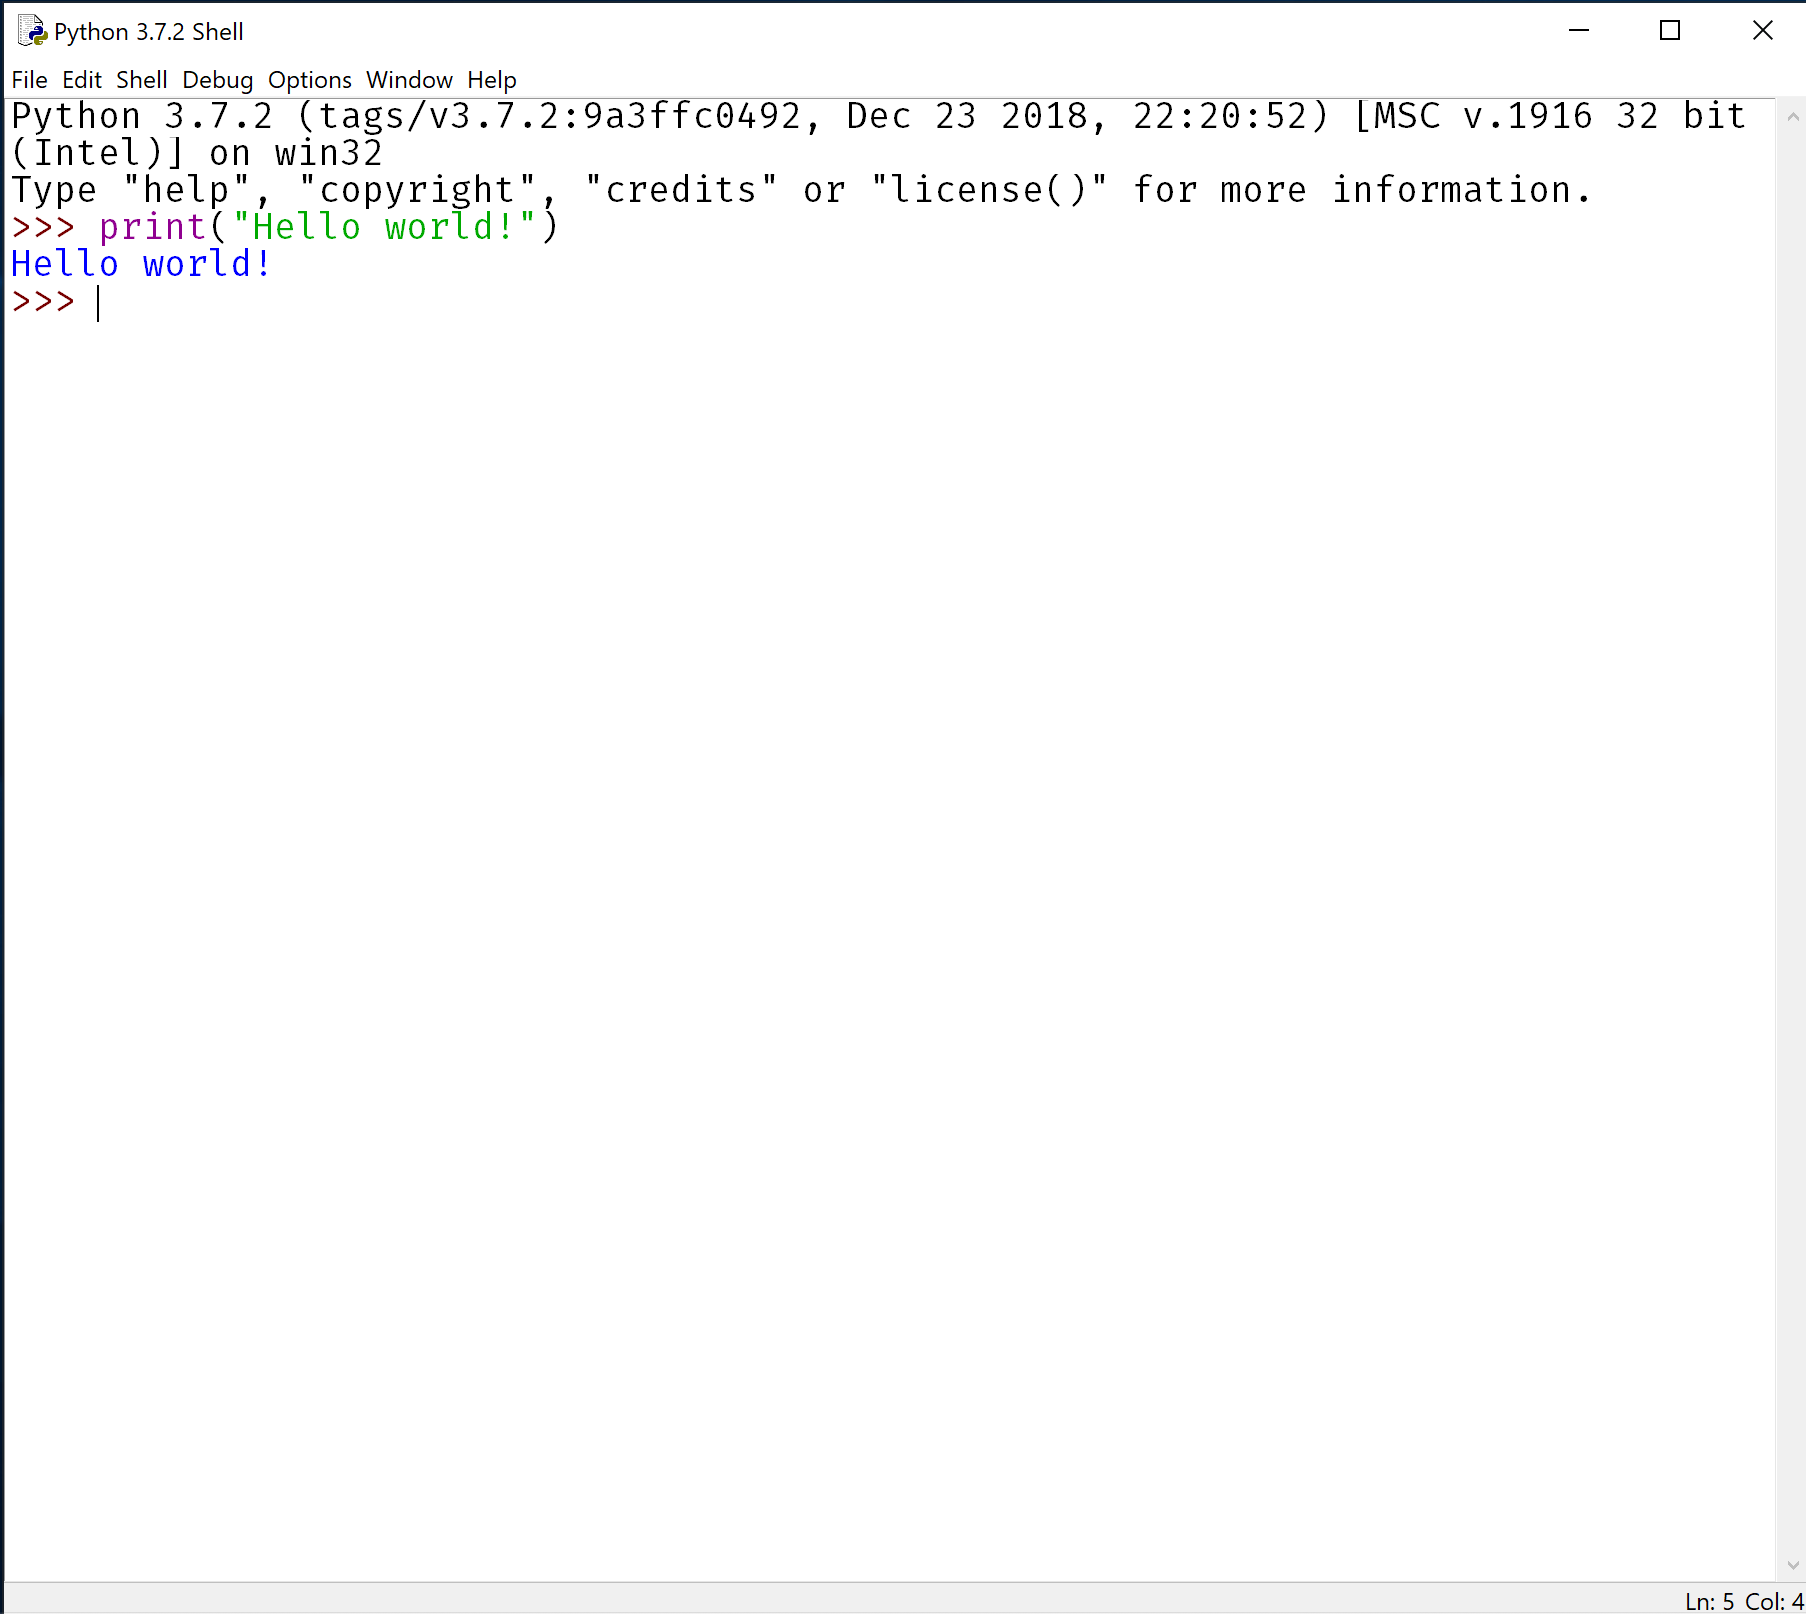 Python 3.7.2 Shell
File Edit Shell Debug Options Window Help
Python 3.7.2 (tags/v3.7.2:9a3ffc0492, Dec 23 2018, 22:20:52) [MSC v.1916 32 bit
(Intel)] on win32
Type "help", "copyright", "credits" or "license()" for more information.
>>> print("Hello world!")
Hello world!
>>>
Ln: 5 Col: 4